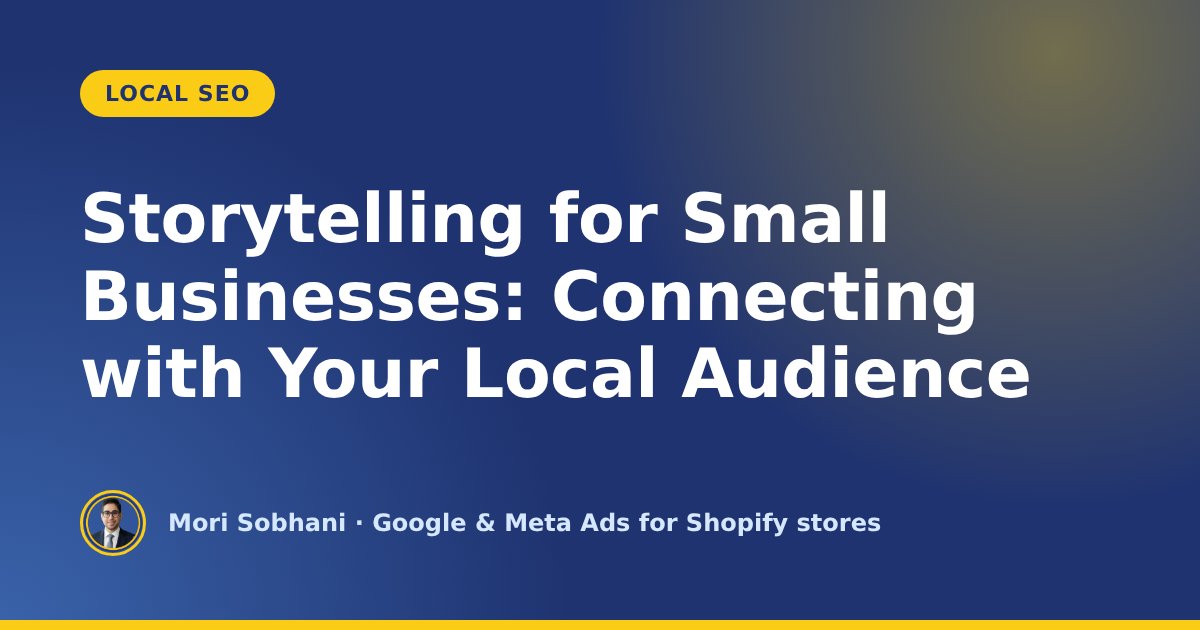 LOCAL SEO
Storytelling for Small
Businesses: Connecting
with Your Local Audience
Mori Sobhani · Google & Meta Ads for Shopify stores